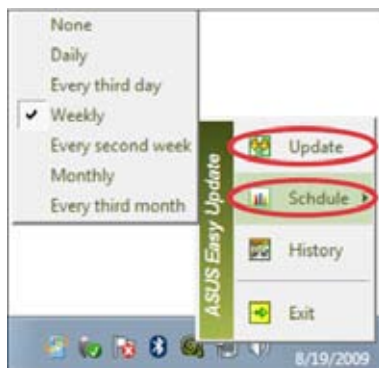 None
Daily
Every third day
Weekly
Every second week
Monthly
Every third month
ASUS Easy Update
Update
Schdule
History
Exit
8/19/2009